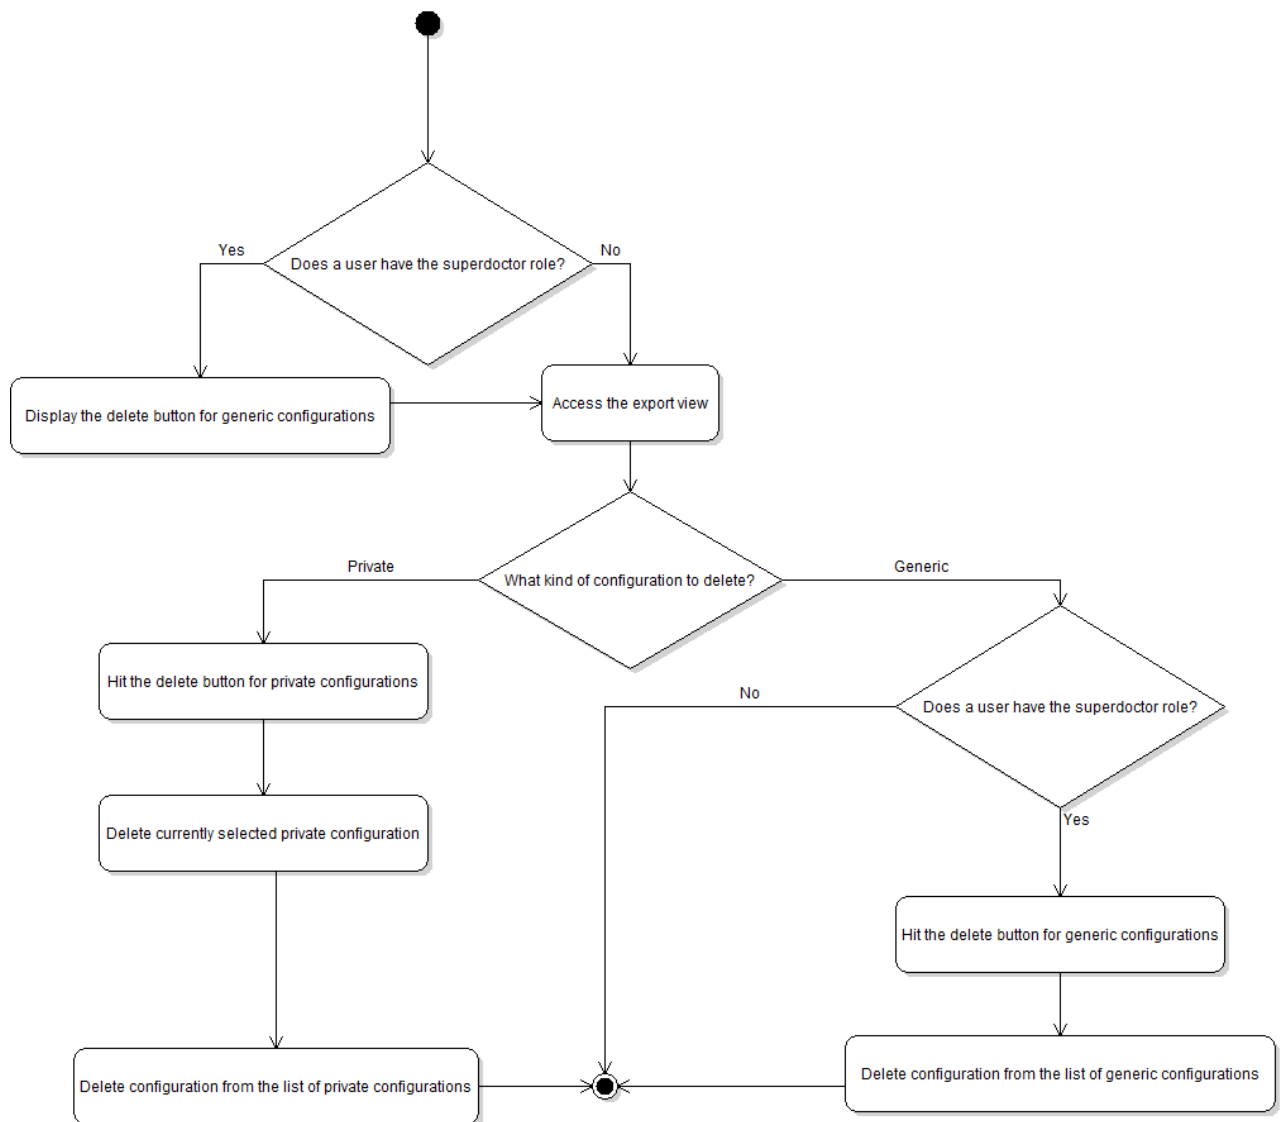 Yes
No
Does a user have the superdoctor role?
Display the delete button for generic configurations
Access the export view
Private
What kind of configuration to delete?
Generic
Hit the delete button for private configurations
No
Does a user have the superdoctor role?
Delete currently selected private configuration
Yes
Hit the delete button for generic configurations
Delete configuration from the list of private configurations
Delete configuration from the list of generic configurations